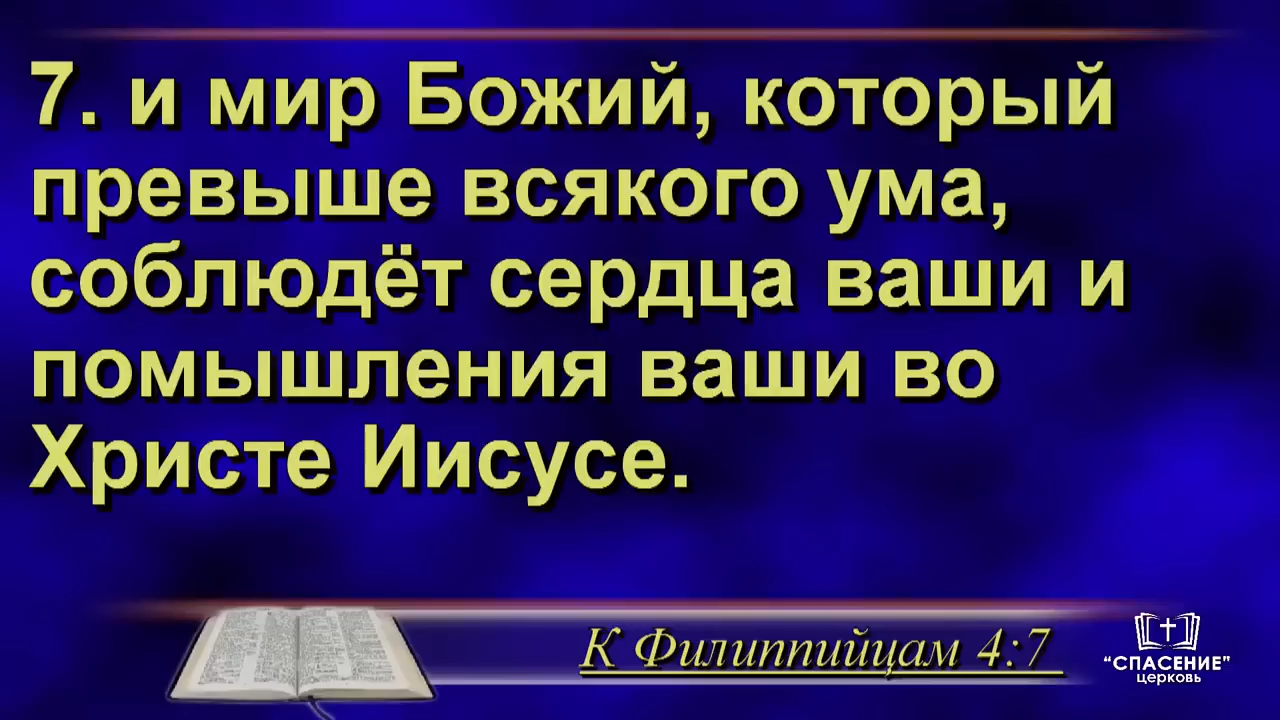 7. и мир Божий, который
превыше всякого ума,
соблюдёт сердца ваши и
помышления ваши во
Христе Иисусе.
К Филиппийцам 4:7
"СПАСЕНИЕ"
церковь